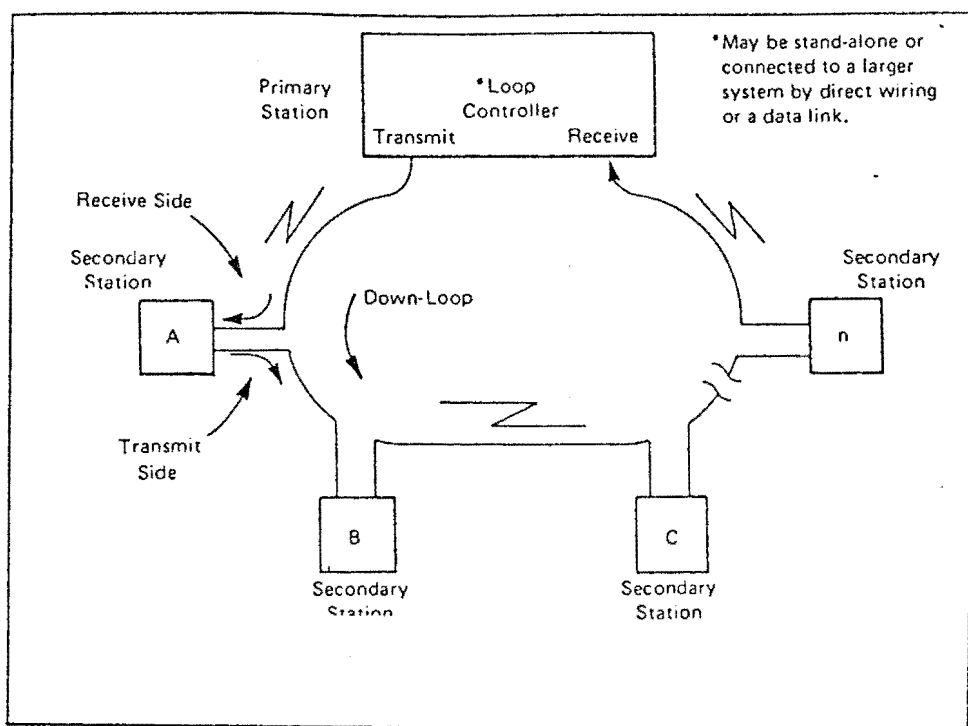 *May be stand-alone or
connected to a larger
system by direct wiring
or a data link.
Primary
Station
*Loop
Controller
Transmit
Receive
Receive Side
Secondary
Station
Secondary
Station
Down-Loop
A
n
Transmit
Side
B
C
Secondary
Station
Secondary
Station